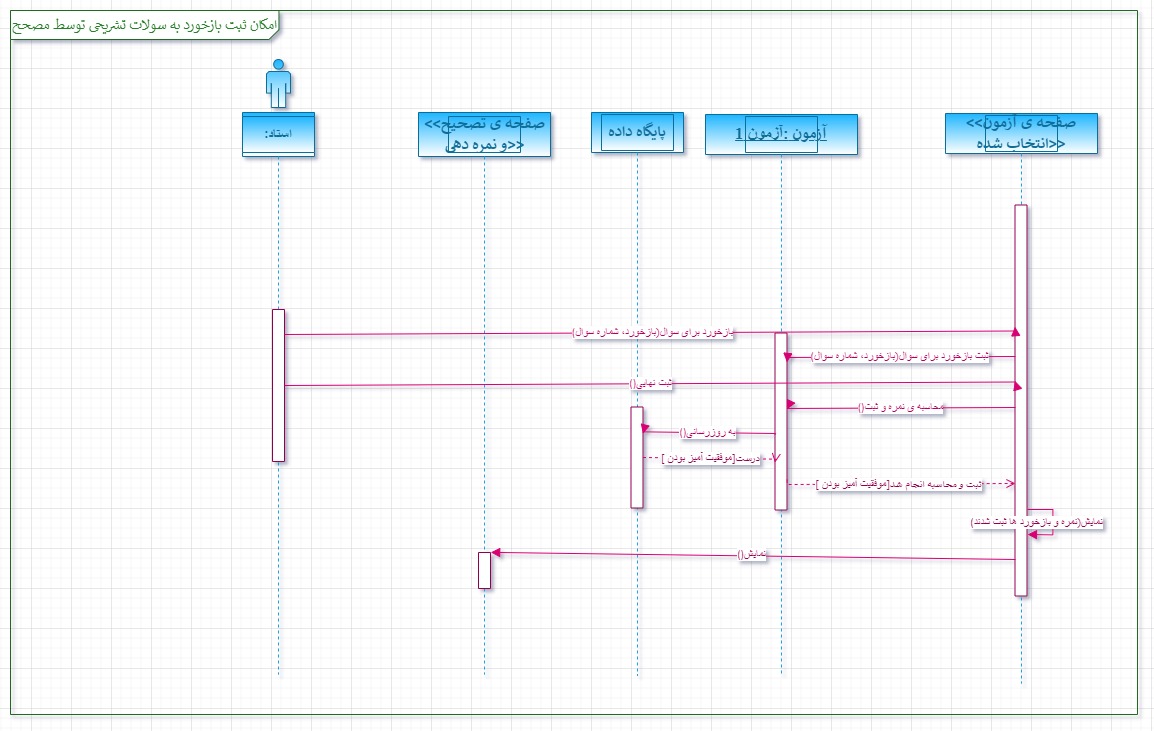 امکان ثبت بازخورد به سولات تشریحی توسط مصحح
استاد:
<<صفحه ی تصحیح
و نمره دهی>>
پایگاه داده
آزمون :آزمون 1
<<صفحه ی آزمون
انتخاب شده>>
بازخورد برای سوال(بازخورد، شماره سوال)
ثبت بازخورد برای سوال(بازخورد، شماره سوال)
ثبت نهایی()
محاسبه ی نمره و ثبت()
به روزرسانی()
درست[موفقیت آمیز بودن ]
ثبت و محاسبه انجام شد[موفقیت آمیز بودن ]
نمایش(نمره و بازخورد ها ثبت شدند)
نمایش()